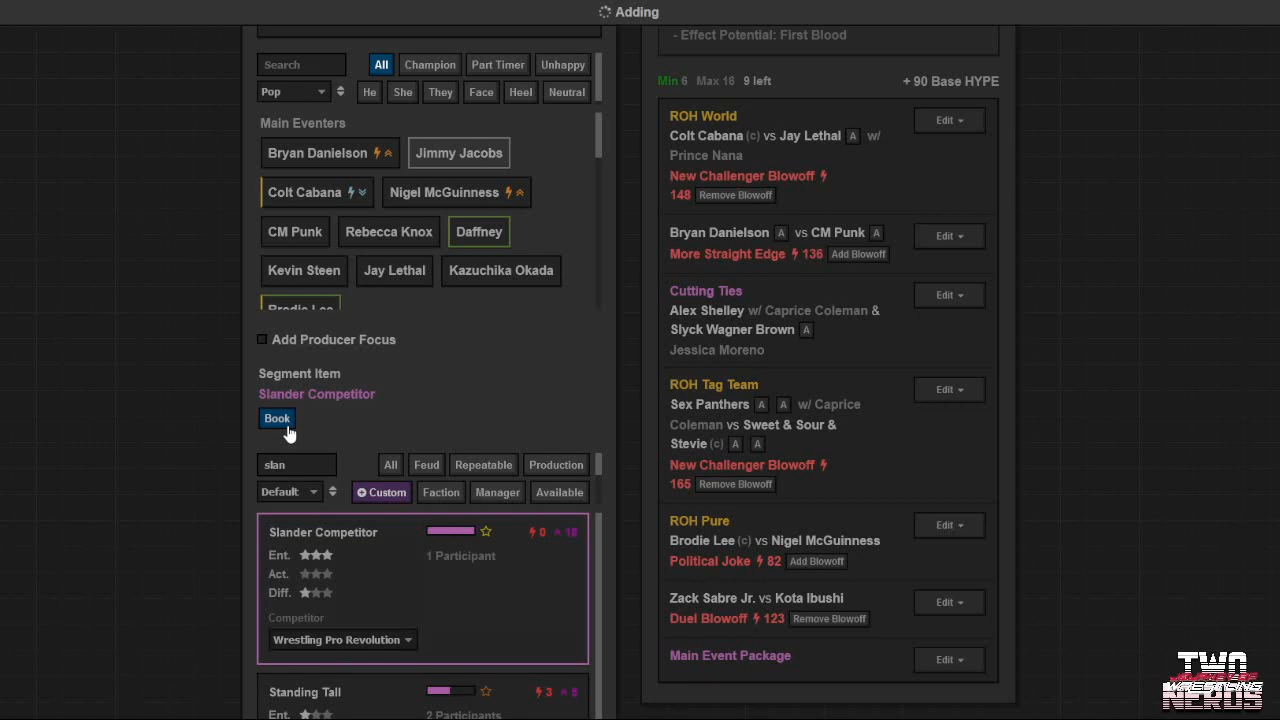 Adding
Search
All
Champion
Part Timer
Unhappy
Pop
He
She
They
Face
Heel
Neutral
Main Eventers
Bryan Danielson
Jimmy Jacobs
Colt Cabana
Nigel McGuinness
CM Punk
Rebecca Knox
Daffney
Kevin Steen
Jay Lethal
Kazuchika Okada
Brodie Lee
Add Producer Focus
Segment Item
Slander Competitor
Book
slan
All
Feud
Repeatable
Production
Default
Custom
Faction
Manager
Available
Slander Competitor
0
18
Ent.
1 Participant
Act.
Diff.
Competitor
Wrestling Pro Revolution
Standing Tall
3
5
Ent.
2 Participants
- Effect Potential: First Blood
Min 6 Max 16 9 left
+ 90 Base HYPE
ROH World
Edit
Colt Cabana (c) vs Jay Lethal A w/
Prince Nana
New Challenger Blowoff
148 Remove Blowoff
Bryan Danielson A vs CM Punk A
Edit
More Straight Edge 136 Add Blowoff
Cutting Ties
Edit
Alex Shelley w/ Caprice Coleman &
Slyck Wagner Brown A
Jessica Moreno
ROH Tag Team
Edit
Sex Panthers A A w/ Caprice
Coleman vs Sweet & Sour &
Stevie (c) A A
New Challenger Blowoff
165 Remove Blowoff
ROH Pure
Edit
Brodie Lee (c) vs Nigel McGuinness
Political Joke 82 Add Blowoff
Zack Sabre Jr. vs Kota Ibushi
Edit
Duel Blowoff 123 Remove Blowoff
Main Event Package
Edit
TWO
WRESTLING
NERDS